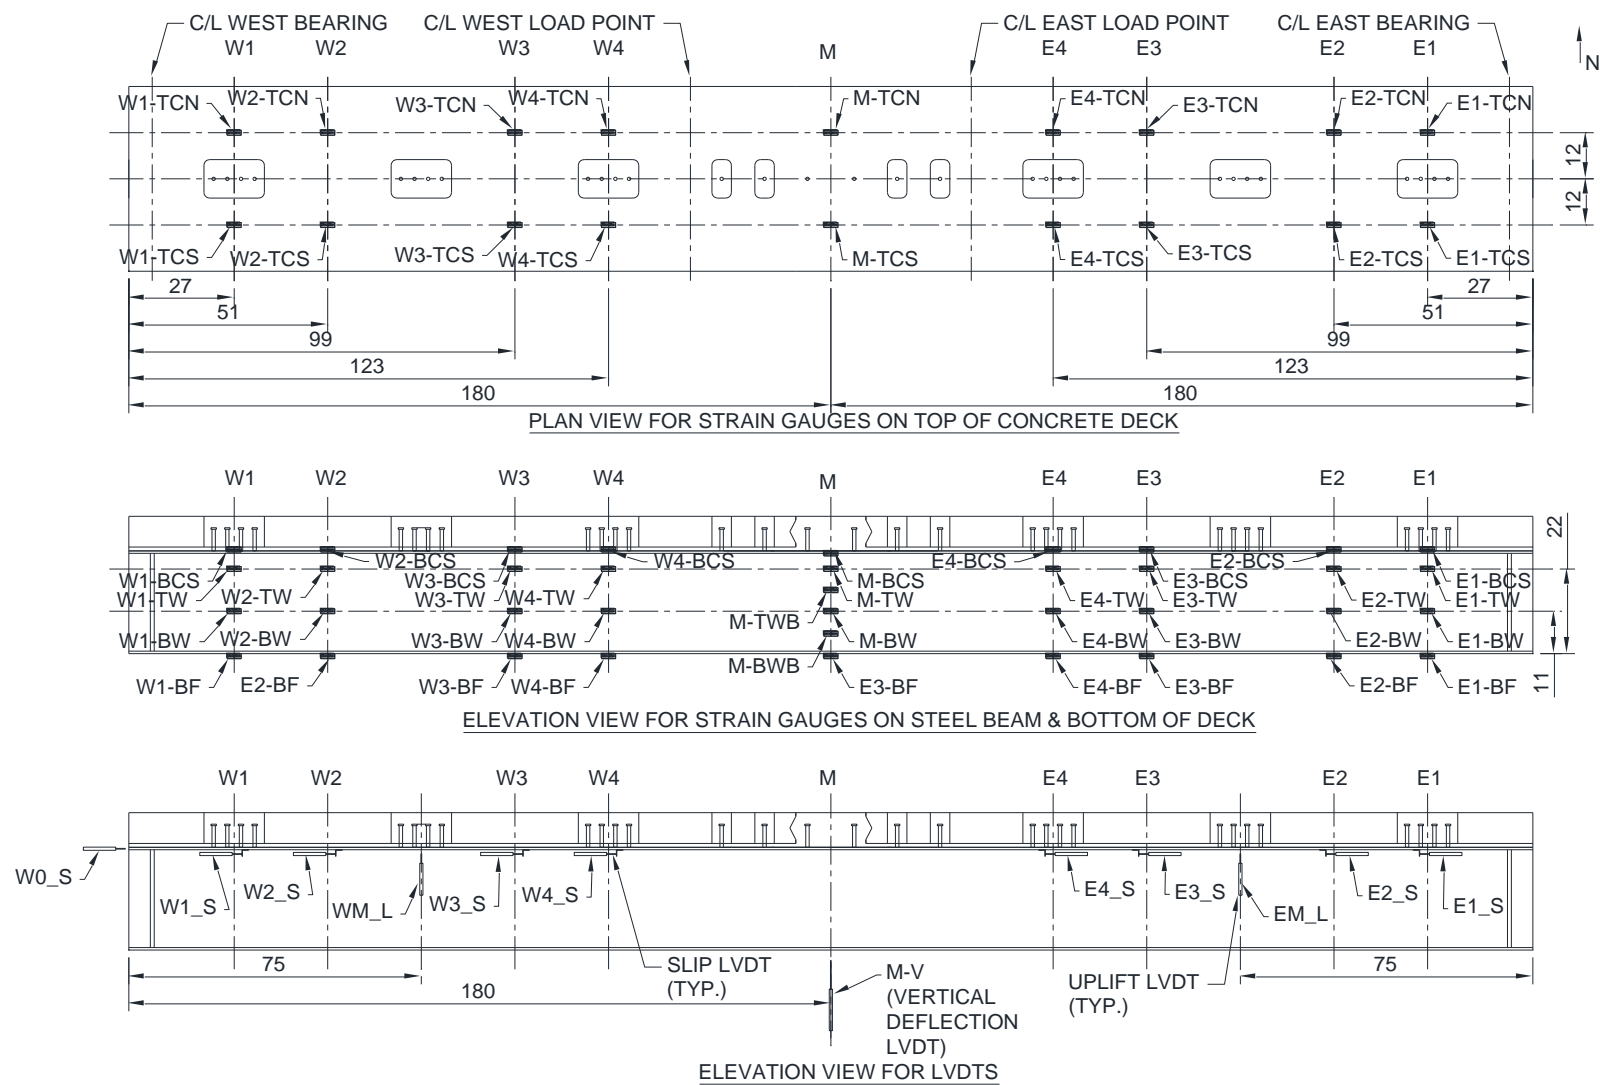 C/L WEST BEARING
C/L WEST LOAD POINT
C/L EAST LOAD POINT
C/L EAST BEARING
W1
W2
W3
W4
M
E4
E3
E2
E1
N
W1-TCN
W2-TCN
W3-TCN
W4-TCN
M-TCN
E4-TCN
E3-TCN
E2-TCN
E1-TCN
12
12
W1-TCS
W2-TCS
W3-TCS
W4-TCS
M-TCS
E4-TCS
E3-TCS
E2-TCS
E1-TCS
27
27
51
51
99
99
123
123
180
180
PLAN VIEW FOR STRAIN GAUGES ON TOP OF CONCRETE DECK
W1
W2
W3
W4
M
E4
E3
E2
E1
22
W1-BCS
W2-BCS
W3-BCS
W4-BCS
M-BCS
E4-BCS
E3-BCS
E2-BCS
E1-BCS
W1-TW
W2-TW
W3-TW
W4-TW
M-TW
E4-TW
E3-TW
E2-TW
E1-TW
M-TWB
W1-BW
W2-BW
W3-BW
W4-BW
M-BW
E4-BW
E3-BW
E2-BW
E1-BW
M-BWB
W1-BF
E2-BF
W3-BF
W4-BF
E3-BF
E4-BF
E3-BF
E2-BF
E1-BF
11
ELEVATION VIEW FOR STRAIN GAUGES ON STEEL BEAM & BOTTOM OF DECK
W1
W2
W3
W4
M
E4
E3
E2
E1
W0_S
W1_S
W2_S
WM_L
W3_S
W4_S
E4_S
E3_S
EM_L
E2_S
E1_S
75
SLIP LVDT
(TYP.)
M-V
(VERTICAL
DEFLECTION
LVDT)
UPLIFT LVDT
(TYP.)
75
180
ELEVATION VIEW FOR LVDTS